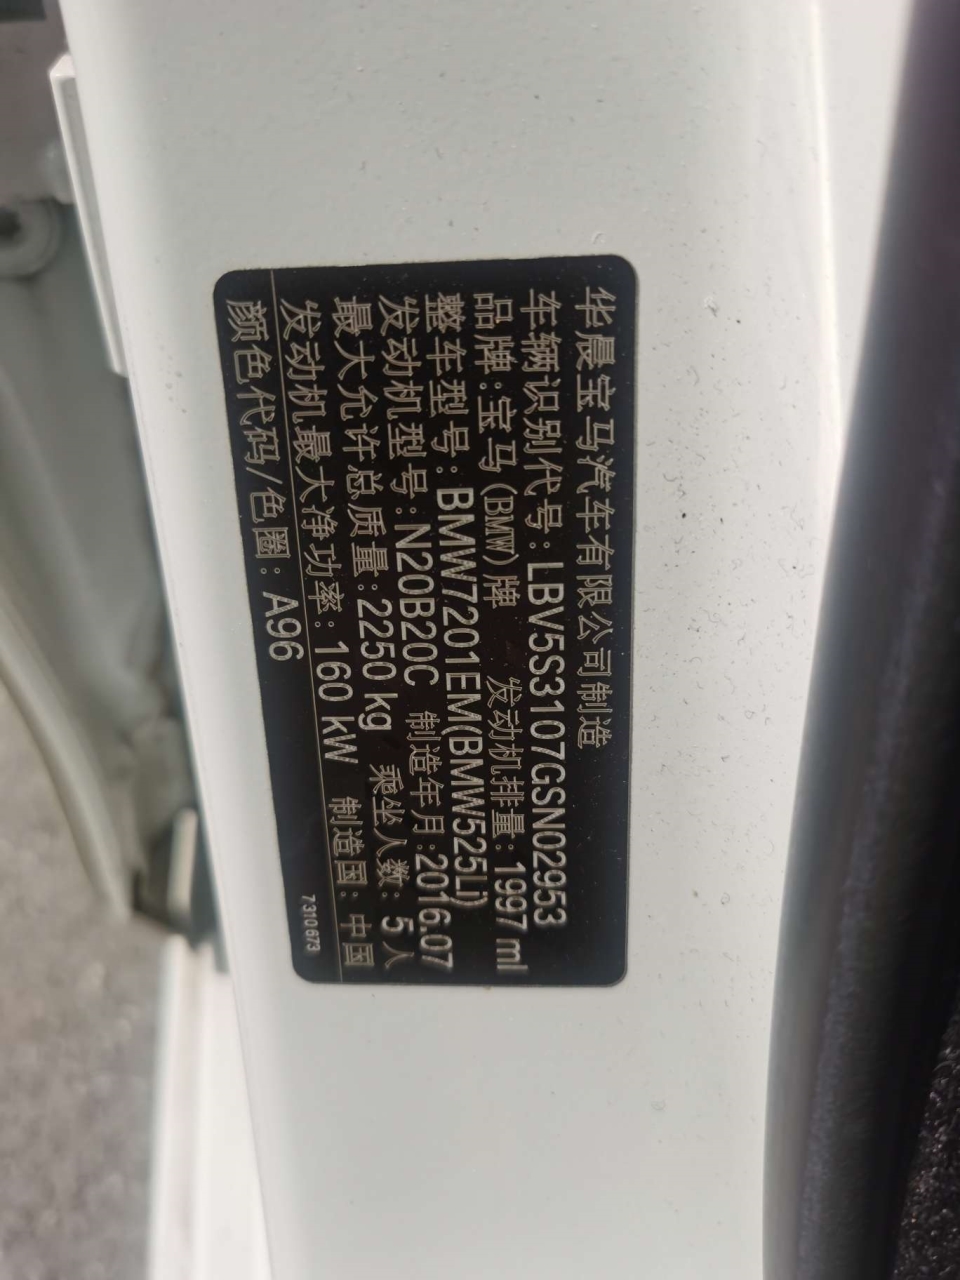 华晨宝马汽车有限公司制造
车辆识别代号:LBV5S3107GSN02953
品牌:宝马(BMW)牌 发动机排量:1997 ml
整车型号:BMW7201EM(BMW525Li)
发动机型号:N20B20C 制造年月:2016.07
最大允许总质量:2250 kg 乘坐人数:5人
发动机最大净功率:160 kW 制造国:中国
颜色代码/色圈:A96 7310673